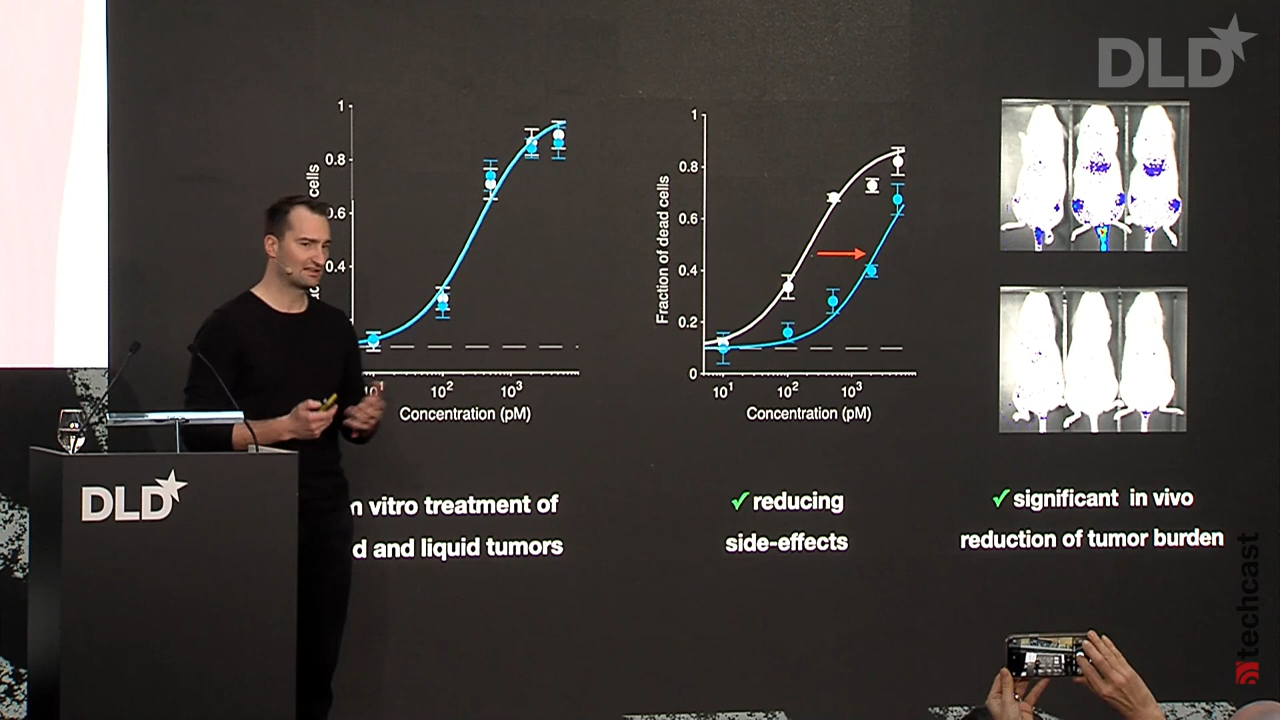 DLD
1
0.8
0.6
0.4
cells
10²
10³
Concentration (pM)
1
0.8
0.6
0.4
0.2
0
Fraction of dead cells
10¹
10²
10³
Concentration (pM)
vitro treatment of
and liquid tumors
✓reducing
side-effects
✓significant in vivo
reduction of tumor burden
DLD
techcast